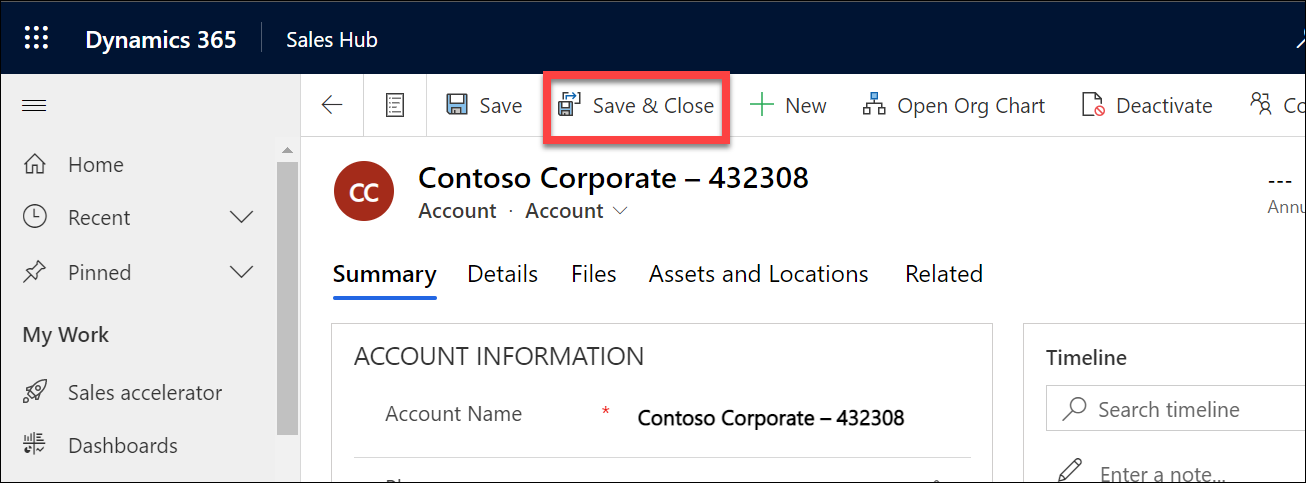 Dynamics 365 Sales Hub
Save Save & Close New Open Org Chart Deactivate
CC Contoso Corporate – 432308 ---
Account · Account
Home
Recent
Pinned
My Work
Sales accelerator
Dashboards
Summary Details Files Assets and Locations Related
ACCOUNT INFORMATION
Account Name * Contoso Corporate – 432308
Timeline
Search timeline
Enter a note...